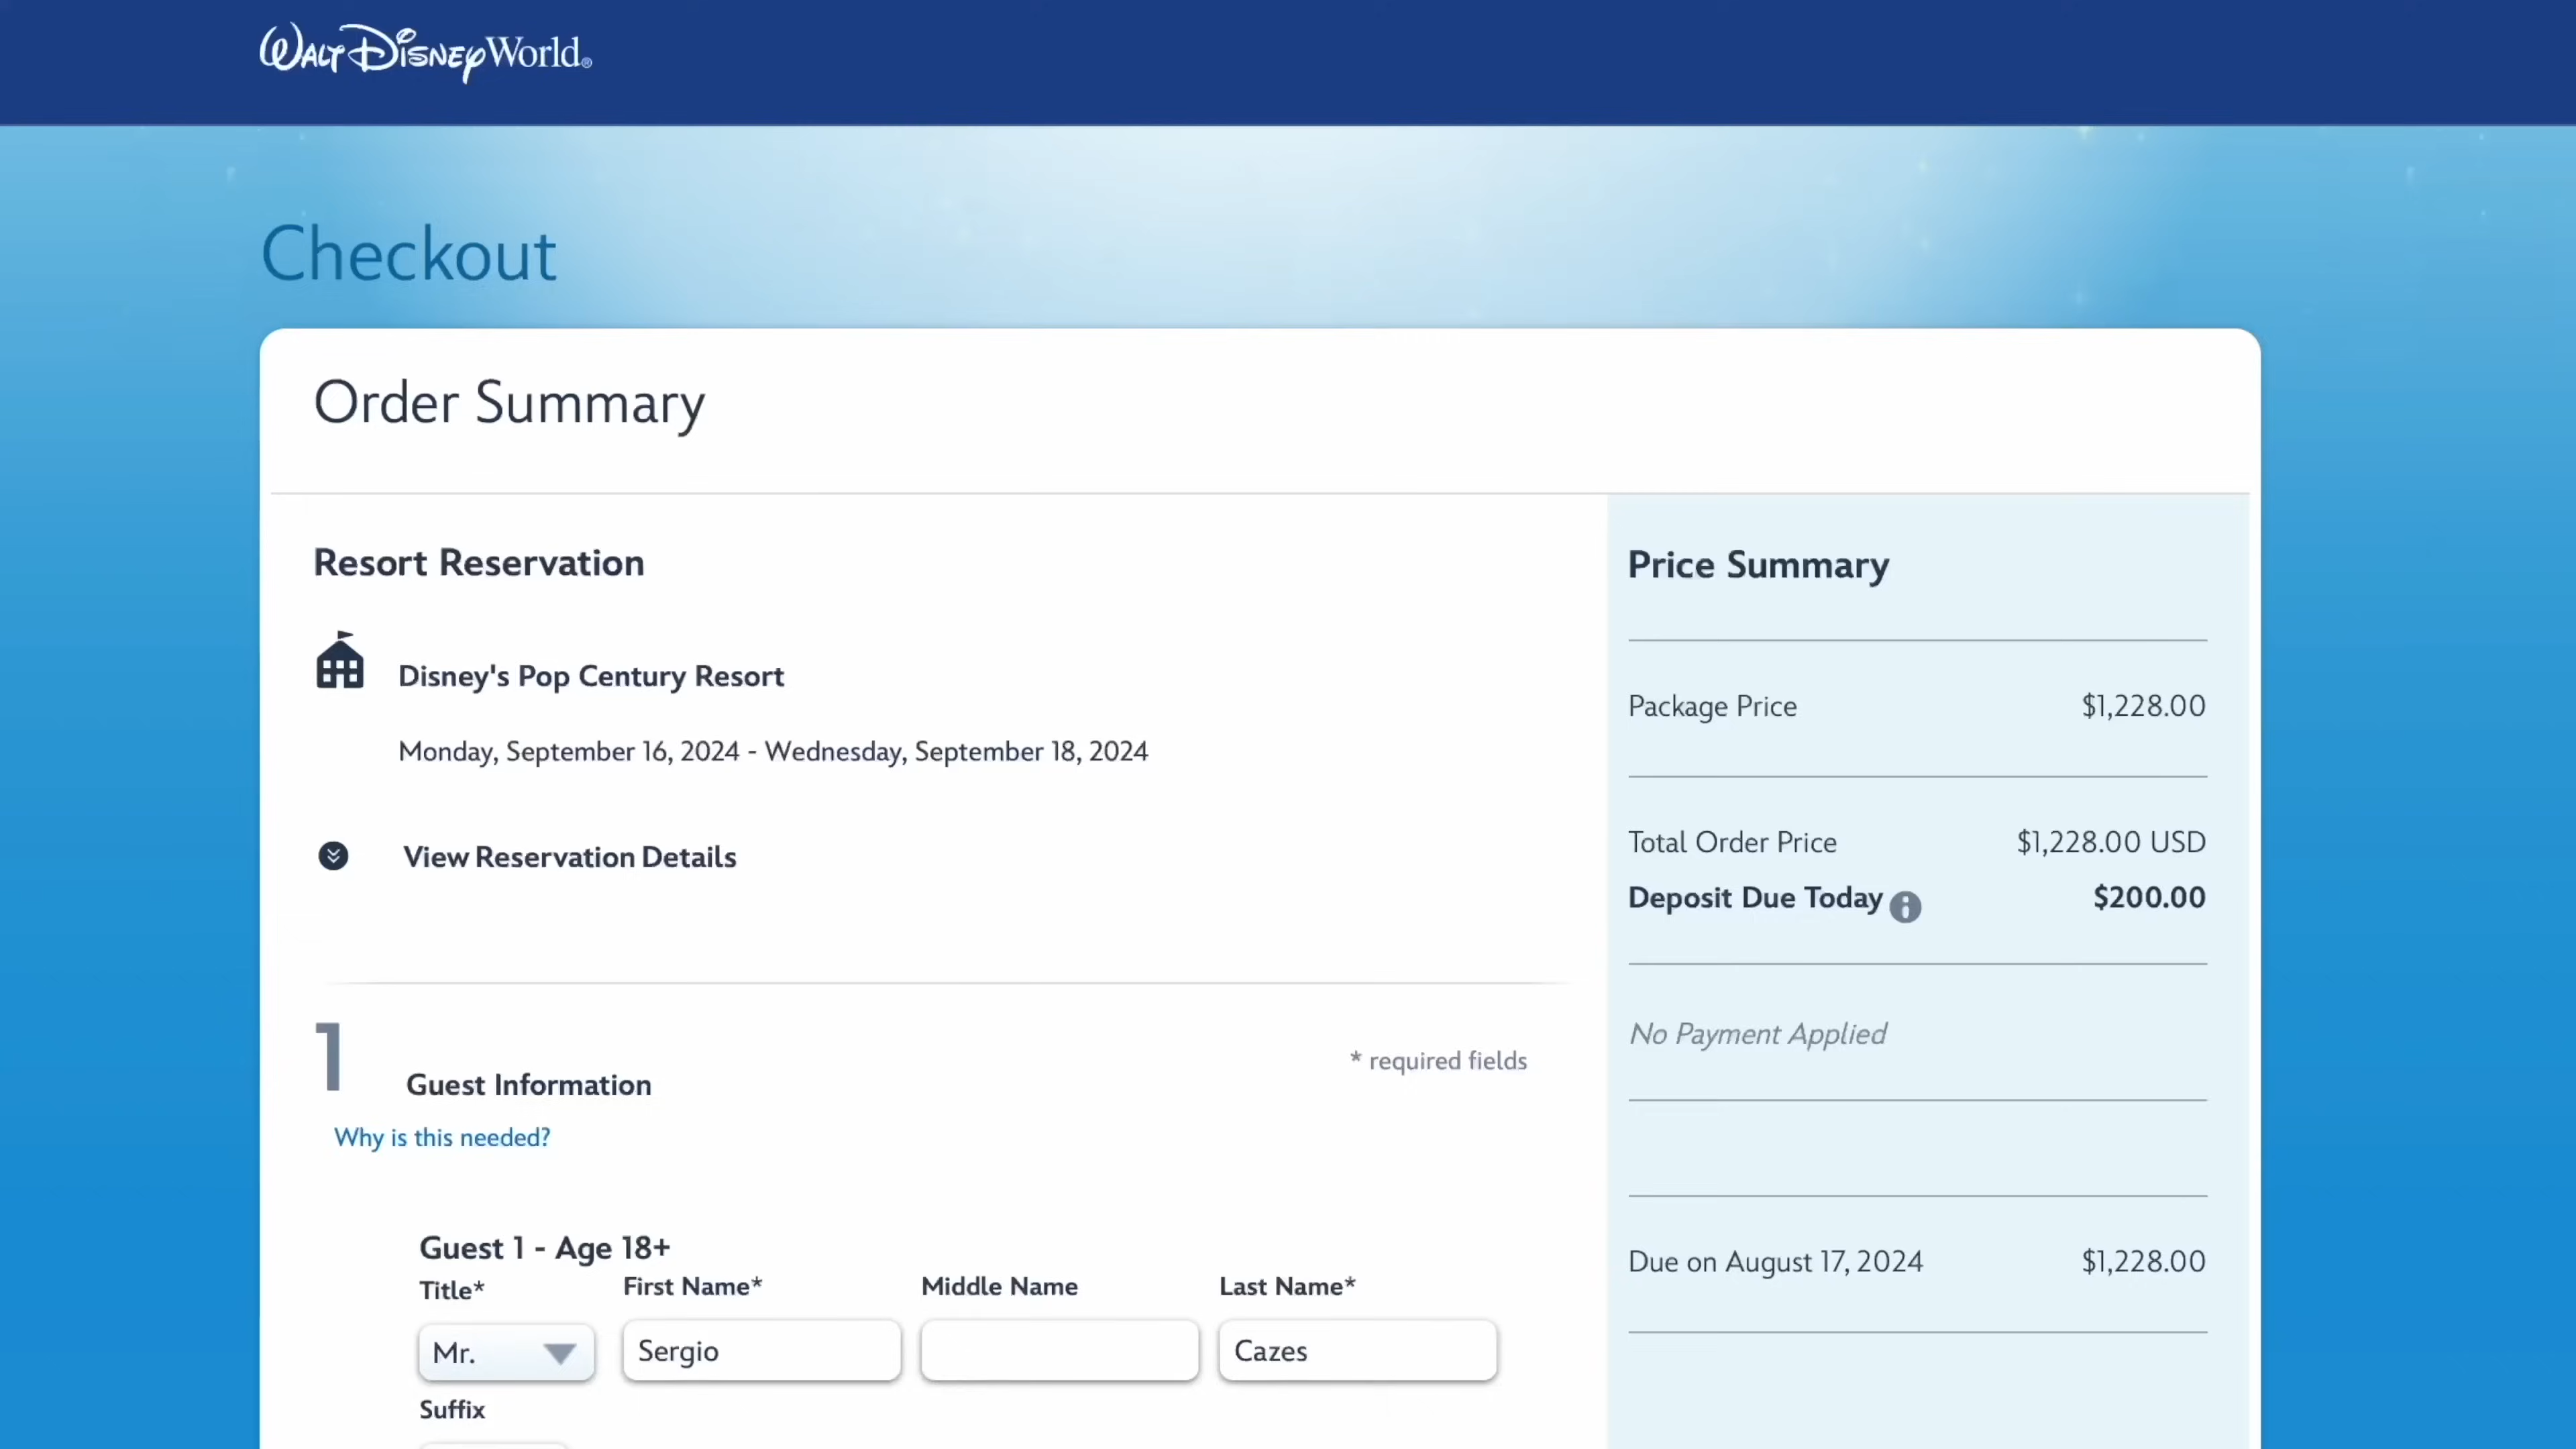 Walt Disney World®
Checkout
Order Summary
Resort Reservation
Disney's Pop Century Resort
Monday, September 16, 2024 - Wednesday, September 18, 2024
View Reservation Details
Price Summary
Package Price $1,228.00
Total Order Price $1,228.00 USD
Deposit Due Today $200.00
No Payment Applied
Due on August 17, 2024 $1,228.00
1 Guest Information
* required fields
Why is this needed?
Guest 1 - Age 18+
Title* First Name* Middle Name Last Name*
Mr. Sergio Cazes
Suffix